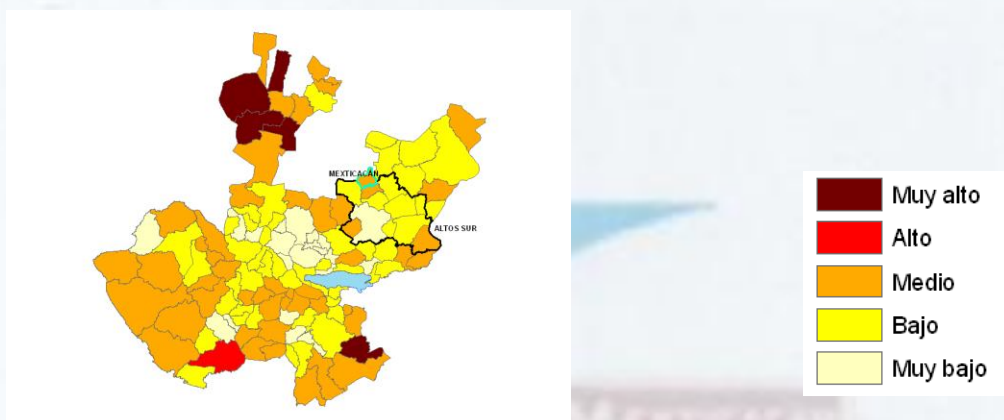 MEXTICACÁN
ALTOS SUR
Muy alto
Alto
Medio
Bajo
Muy bajo